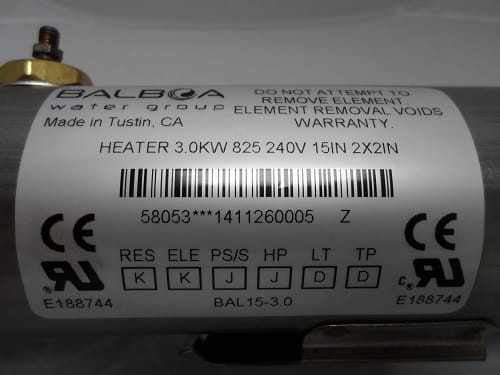 BALBOA
water group
Made in Tustin, CA
DO NOT ATTEMPT TO
REMOVE ELEMENT.
ELEMENT REMOVAL VOIDS
WARRANTY.
HEATER 3.0KW 825 240V 15IN 2X2IN
58053***1411260005 Z
CE
RU
®
E188744
RES ELE PS/S HP LT TP
K K J J D D
BAL15-3.0
CE
C RU
®
E188744